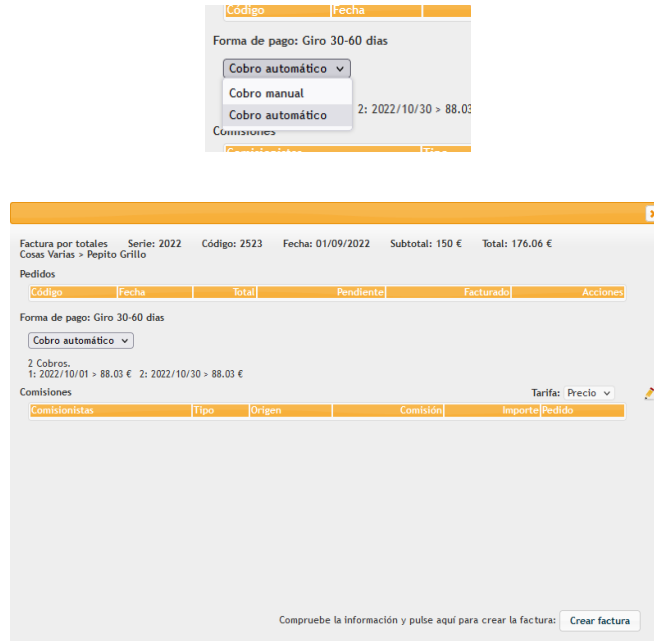 Código Fecha
Forma de pago: Giro 30-60 dias
Cobro automático
Cobro manual
Cobro automático
2: 2022/10/30 > 88.03
Comisiones
Comisionistas Tipo
Factura por totales Serie: 2022 Código: 2523 Fecha: 01/09/2022 Subtotal: 150 € Total: 176.06 €
Cosas Varias > Pepito Grillo
Pedidos
Código Fecha Total Pendiente Facturado Acciones
Forma de pago: Giro 30-60 dias
Cobro automático
2 Cobros.
1: 2022/10/01 > 88.03 € 2: 2022/10/30 > 88.03 €
Comisiones Tarifa: Precio
Comisionistas Tipo Origen Comisión Importe Pedido
Compruebe la información y pulse aquí para crear la factura: Crear factura